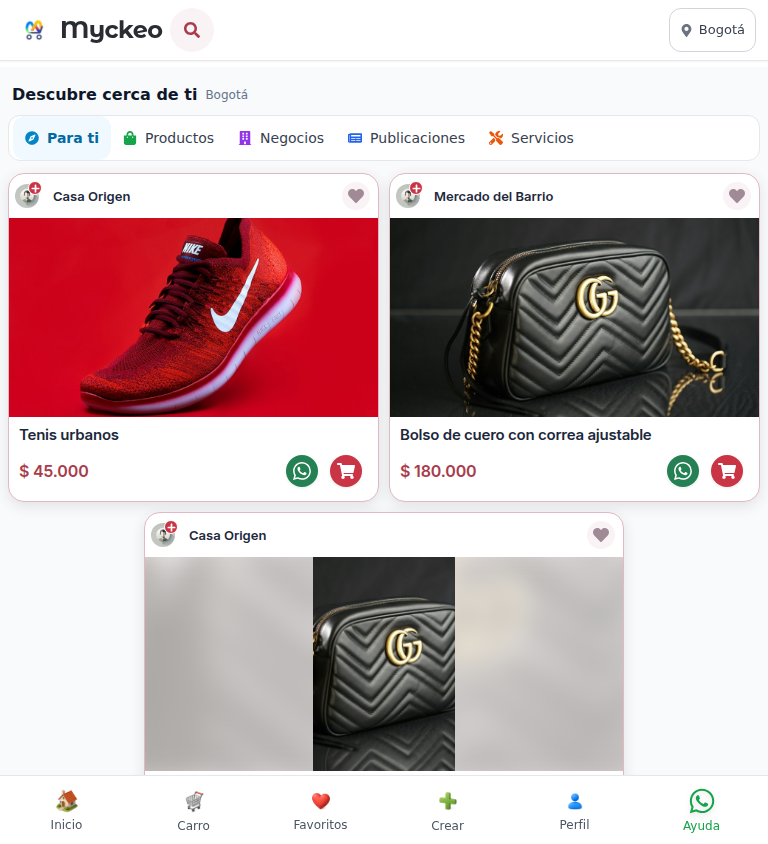 Myckeo
Bogotá
Descubre cerca de ti Bogotá
Para ti Productos Negocios Publicaciones Servicios
Casa Origen
NIKE
Tenis urbanos
$ 45.000
Mercado del Barrio
GG
Bolso de cuero con correa ajustable
$ 180.000
Casa Origen
GG
Inicio Carro Favoritos Crear Perfil Ayuda